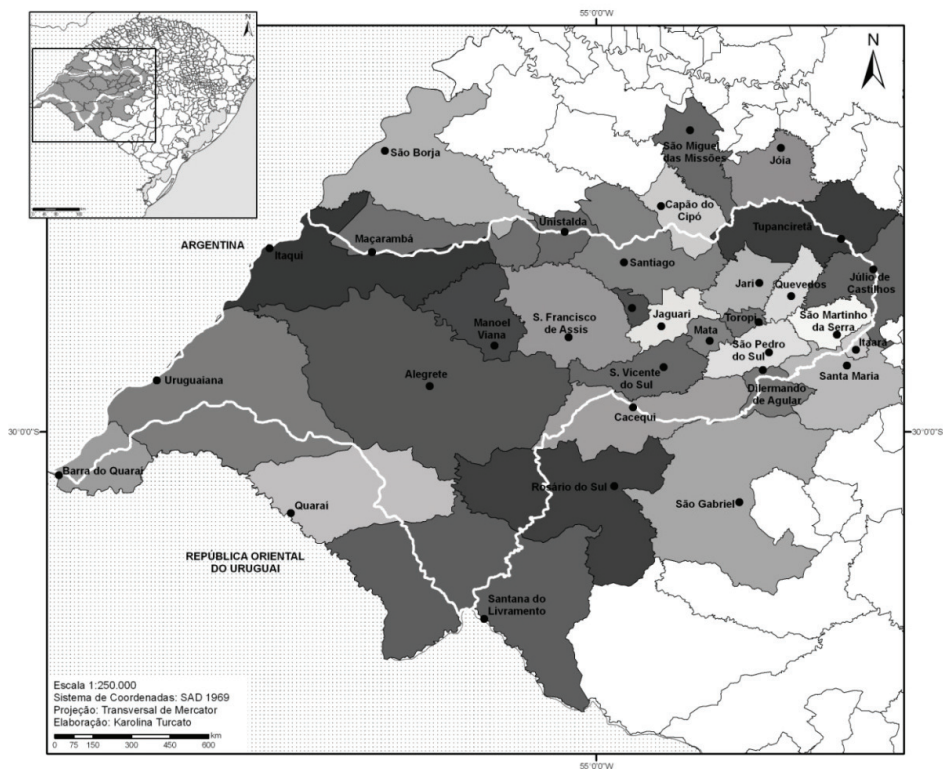 55°0'0"W
N
N
São Borja
São Miguel
das Missões
Jóia
Capão do
Cipó
Unistalda
Tupanciretã
Maçarambá
ARGENTINA
Itaqui
Santiago
Júlio de
Castilhos
Jari
Quevedos
Manoel
Viana
S. Francisco
de Assis
Jaguari
Mata
Toropi
São Martinho
da Serra
São Pedro
do Sul
Itaara
Santa Maria
Uruguaiana
Alegrete
S. Vicente
do Sul
Dilermando
de Aguiar
Cacequi
30°0'0"S
30°0'0"S
Barra do Quaraí
Rosário do Sul
São Gabriel
Quaraí
REPÚBLICA ORIENTAL
DO URUGUAI
Santana do
Livramento
Escala 1:250.000
Sistema de Coordenadas: SAD 1969
Projeção: Transversal de Mercator
Elaboração: Karolina Turcato
km
0 75 150 300 450 600
55°0'0"W